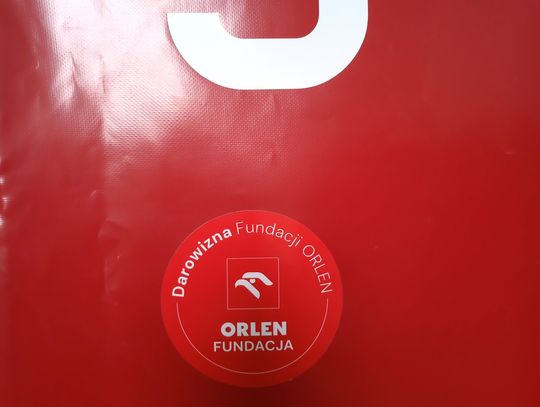 Darowizna Fundacji ORLEN
ORLEN
FUNDACJA